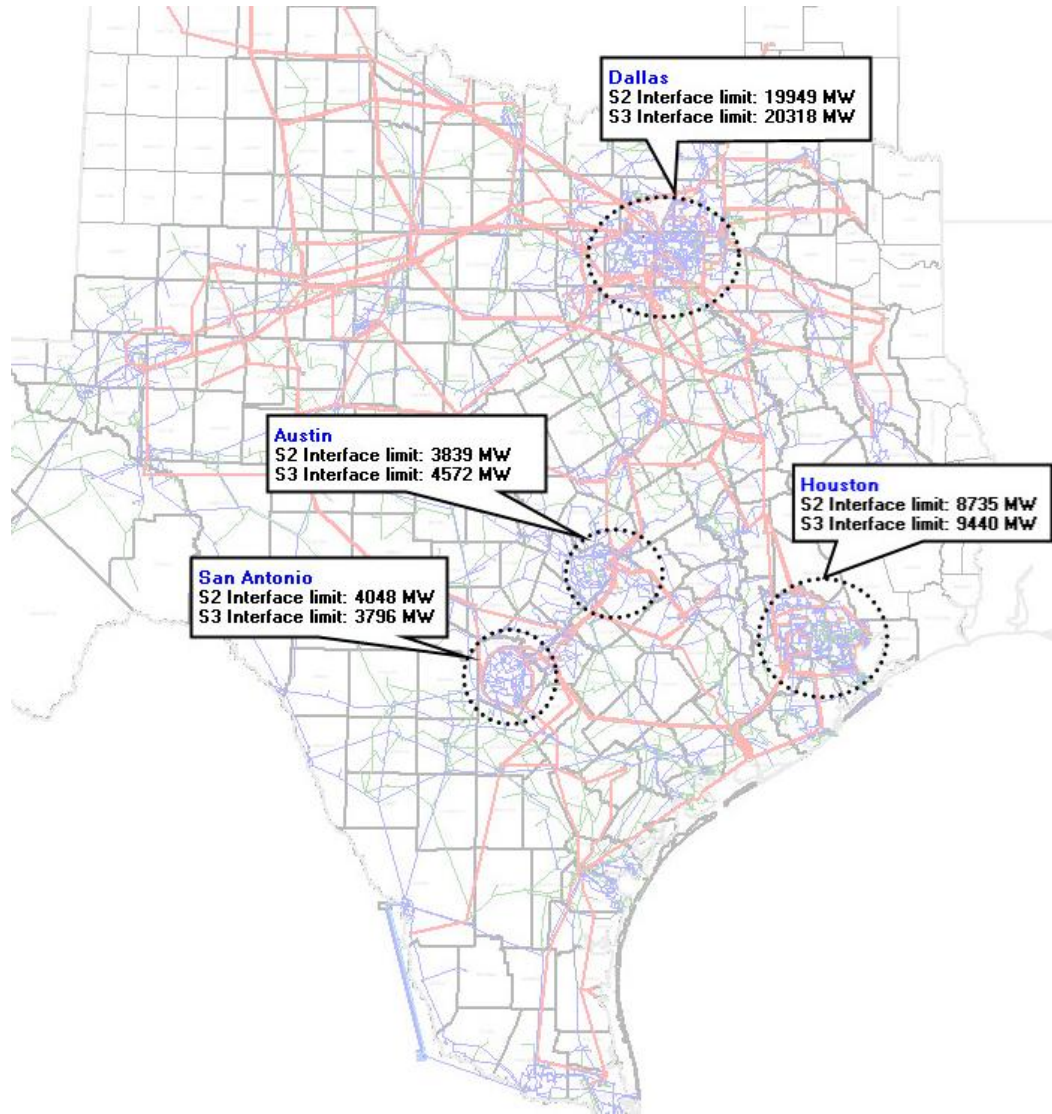 Dallas
S2 Interface limit: 19949 MW
S3 Interface limit: 20318 MW
Austin
S2 Interface limit: 3839 MW
S3 Interface limit: 4572 MW
Houston
S2 Interface limit: 8735 MW
S3 Interface limit: 9440 MW
San Antonio
S2 Interface limit: 4048 MW
S3 Interface limit: 3796 MW